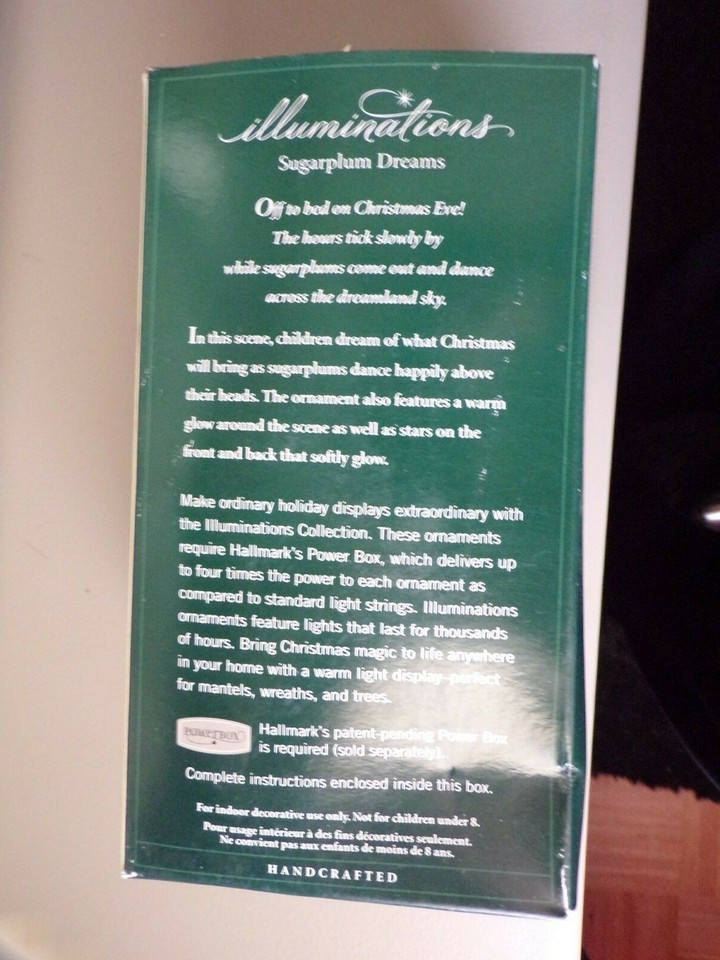 illuminations
Sugarplum Dreams
Off to bed on Christmas Eve!
The hours tick slowly by
while sugarplums come out and dance
across the dreamland sky.
In this scene, children dream of what Christmas
will bring as sugarplums dance happily above
their heads. The ornament also features a warm
glow around the scene as well as stars on the
front and back that softly glow.
Make ordinary holiday displays extraordinary with
the Illuminations Collection. These ornaments
require Hallmark's Power Box, which delivers up
to four times the power to each ornament as
compared to standard light strings. Illuminations
ornaments feature lights that last for thousands
of hours. Bring Christmas magic to life anywhere
in your home with a warm light display–perfect
for mantels, wreaths, and trees.
POWER BOX
Hallmark's patent-pending Power Box
is required (sold separately).
Complete instructions enclosed inside this box.
For indoor decorative use only. Not for children under 8.
Pour usage intérieur à des fins décoratives seulement.
Ne convient pas aux enfants de moins de 8 ans.
HANDCRAFTED